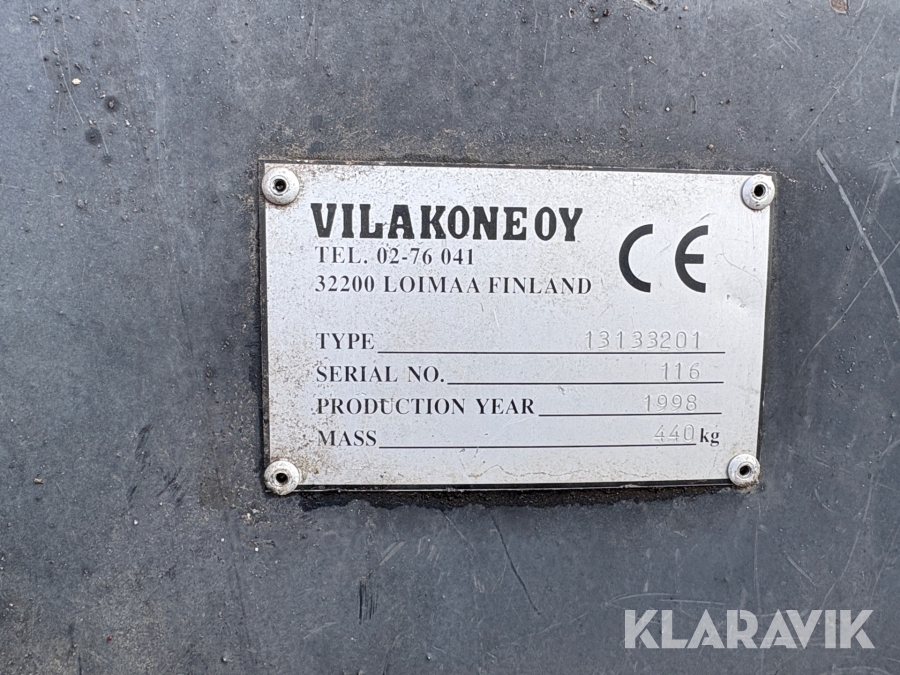 VILAKONE OY
TEL. 02-76 041
32200 LOIMAA FINLAND
CE
TYPE 13133201
SERIAL NO. 116
PRODUCTION YEAR 1998
MASS 440 kg
KLARAVIK